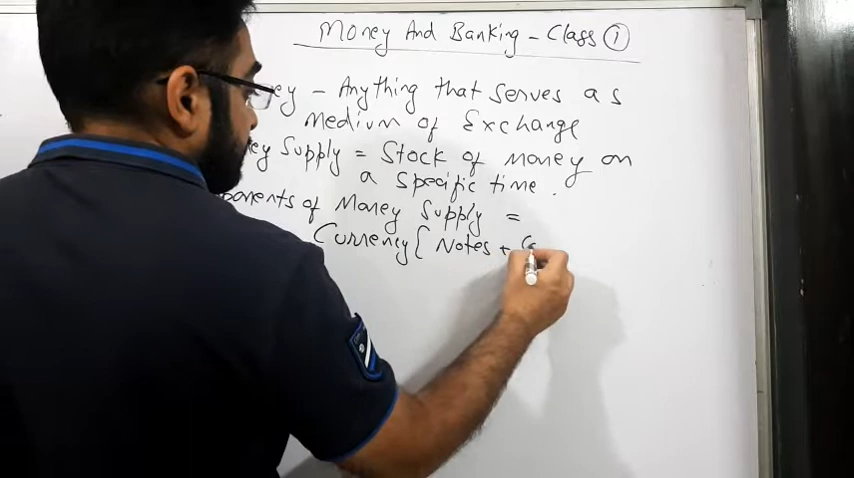 Money And Banking - Class ①
ey - Anything that serves as
Medium of Exchange
ey Supply = Stock of money on
a specific time.
onents of Money Supply =
Currency [Notes +